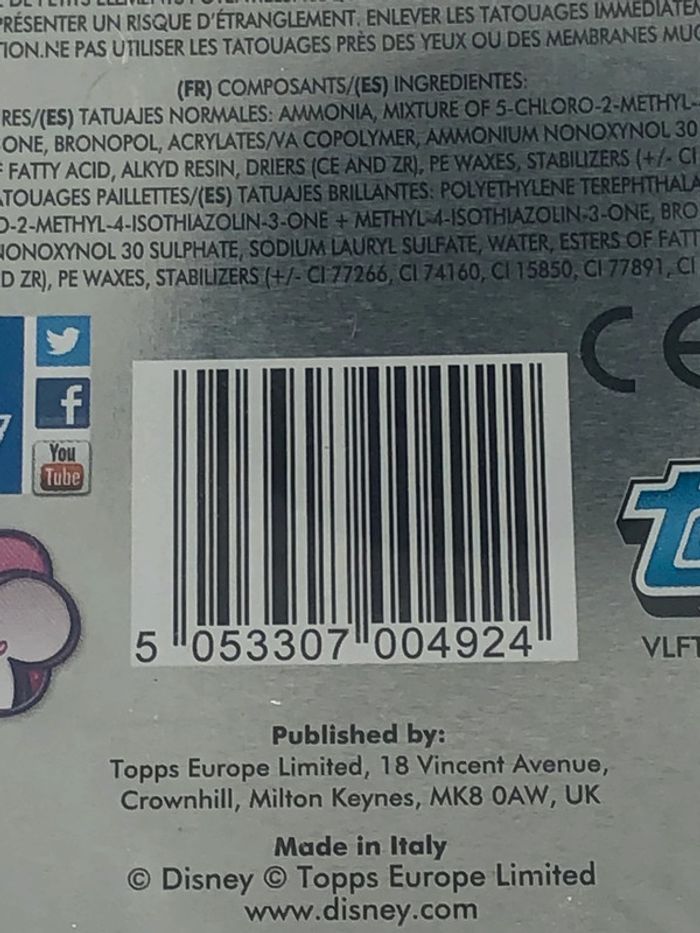 PRÉSENTER UN RISQUE D'ÉTRANGLEMENT. ENLEVER LES TATOUAGES
NE PAS UTILISER LES TATOUAGES PRÈS DES YEUX OU DES MEMBRANES
(FR) COMPOSANTS/(ES) INGREDIENTES:
RES/(ES) TATUAJES NORMALES: AMMONIA, MIXTURE OF 5-CHLORO-2-METHYL-
ONE, BRONOPOL, ACRYLATES/VA COPOLYMER, AMMONIUM NONOXYNOL 30
FATTY ACID, ALKYD RESIN, DRIERS (CE AND ZR), PE WAXES, STABILIZERS (+/- CI
ATOUAGES PAILLETTES/(ES) TATUAJES BRILLANTES: POLYETHYLENE TEREPHTHALA
O-2-METHYL-4-ISOTHIAZOLIN-3-ONE + METHYL-4-ISOTHIAZOLIN-3-ONE, BRO
NONOXYNOL 30 SULPHATE, SODIUM LAURYL SULFATE, WATER, ESTERS OF FATT
D ZR), PE WAXES, STABILIZERS (+/- CI 77266, CI 74160, CI 15850, CI 77891, CI
CE
f
7
You
Tube
t
5 053307 004924
VLFT
Published by:
Topps Europe Limited, 18 Vincent Avenue,
Crownhill, Milton Keynes, MK8 0AW, UK
Made in Italy
© Disney © Topps Europe Limited
www.disney.com